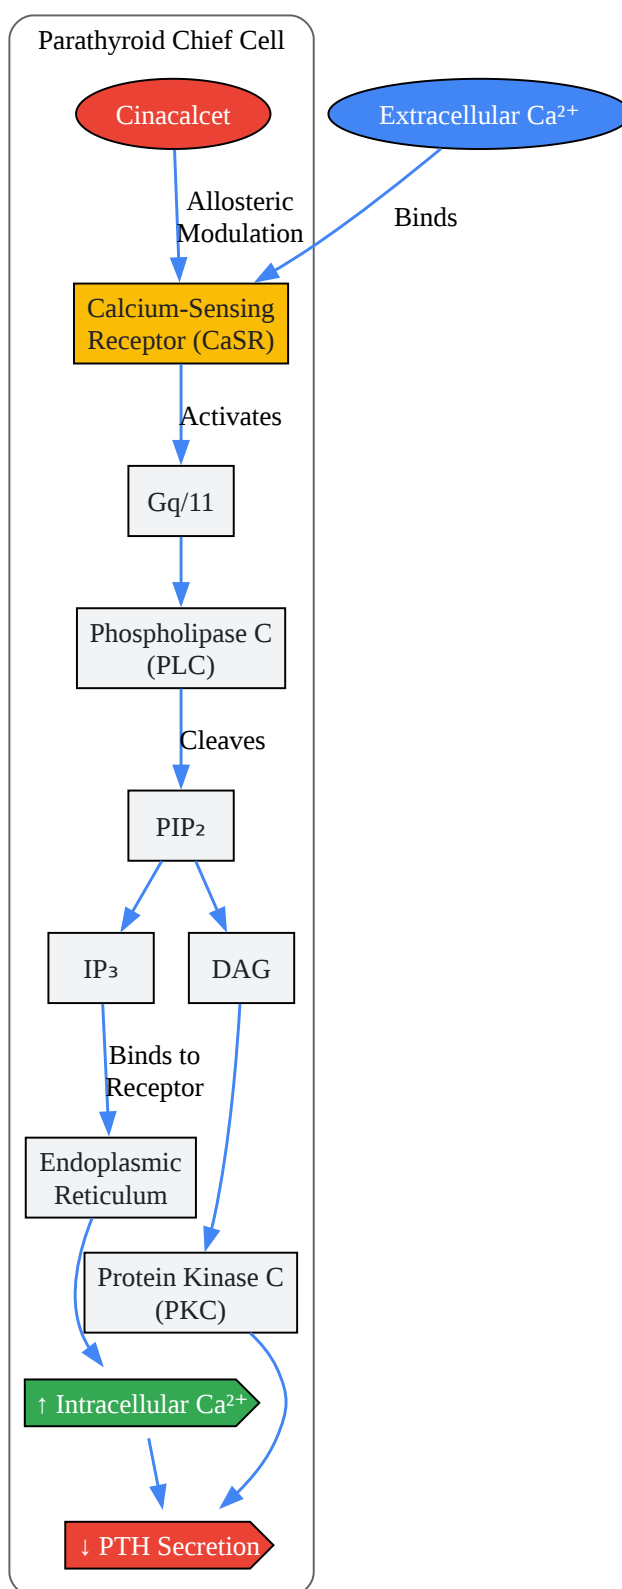 Parathyroid Chief Cell
Cinacalcet
Extracellular Ca²⁺
Allosteric
Modulation
Binds
Calcium-Sensing
Receptor (CaSR)
Activates
Gq/11
Phospholipase C
(PLC)
Cleaves
PIP₂
IP₃
DAG
Binds to
Receptor
Endoplasmic
Reticulum
Protein Kinase C
(PKC)
↑ Intracellular Ca²⁺
↓ PTH Secretion